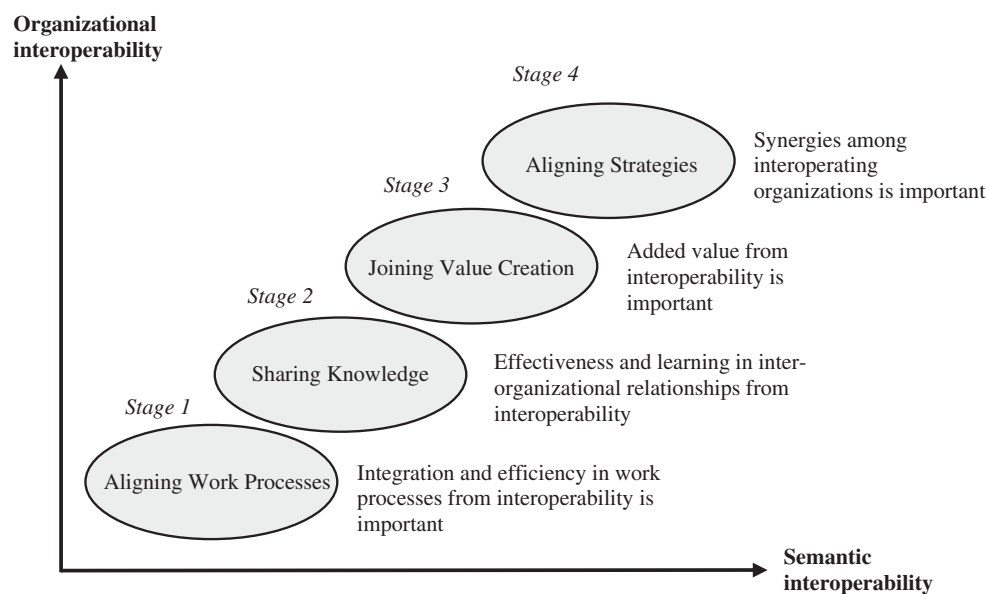 Organizational
interoperability
Stage 4
Aligning Strategies
Synergies among
interoperating
organizations is important
Stage 3
Joining Value Creation
Added value from
interoperability is
important
Stage 2
Sharing Knowledge
Effectiveness and learning in inter-
organizational relationships from
interoperability
Stage 1
Aligning Work Processes
Integration and efficiency in work
processes from interoperability is
important
Semantic
interoperability